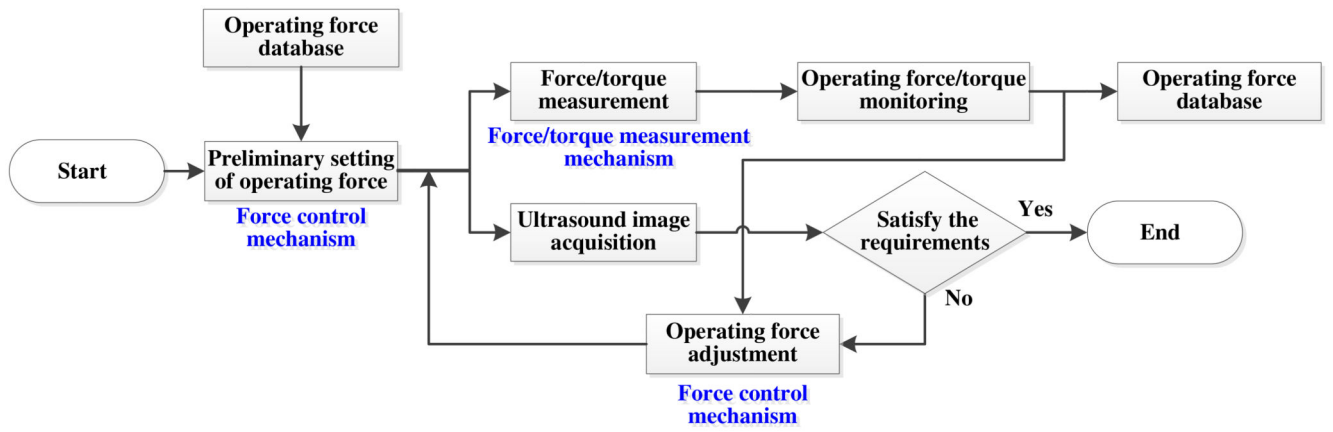 Operating force
database
Start
Preliminary setting
of operating force
Force control
mechanism
Force/torque
measurement
Force/torque measurement
mechanism
Operating force/torque
monitoring
Operating force
database
Ultrasound image
acquisition
Satisfy the
requirements
Yes
End
No
Operating force
adjustment
Force control
mechanism